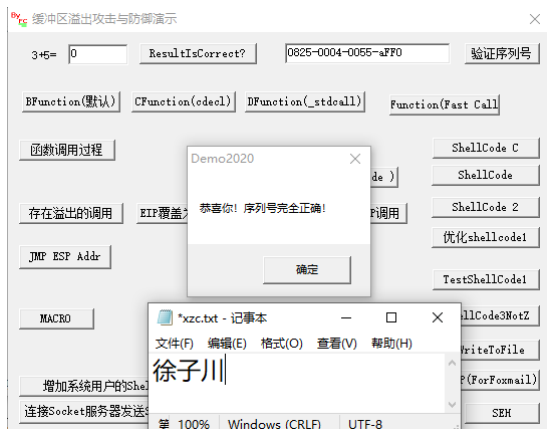 缓冲区溢出攻击与防御演示
3+5= 0 ResultIsCorrect? 0825-0004-0055-aFF0 验证序列号
BFunction(默认) CFunction(cdecl) DFunction(_stdcall) Function(Fast Call
函数调用过程 ShellCode C
Demo2020
de ) ShellCode
恭喜你！序列号完全正确！
存在溢出的调用 EIP覆盖为 调用 ShellCode 2
优化shellcode1
JMP ESP Addr
确定
TestShellCode1
MACRO *xzc.txt - 记事本 llCode3NotZ
文件(F) 编辑(E) 格式(O) 查看(V) 帮助(H)
徐子川
riteToFile
增加系统用户的Shel P(ForFoxmail)
连接Socket服务器发送S SEH
100% Windows (CRLF) UTF-8